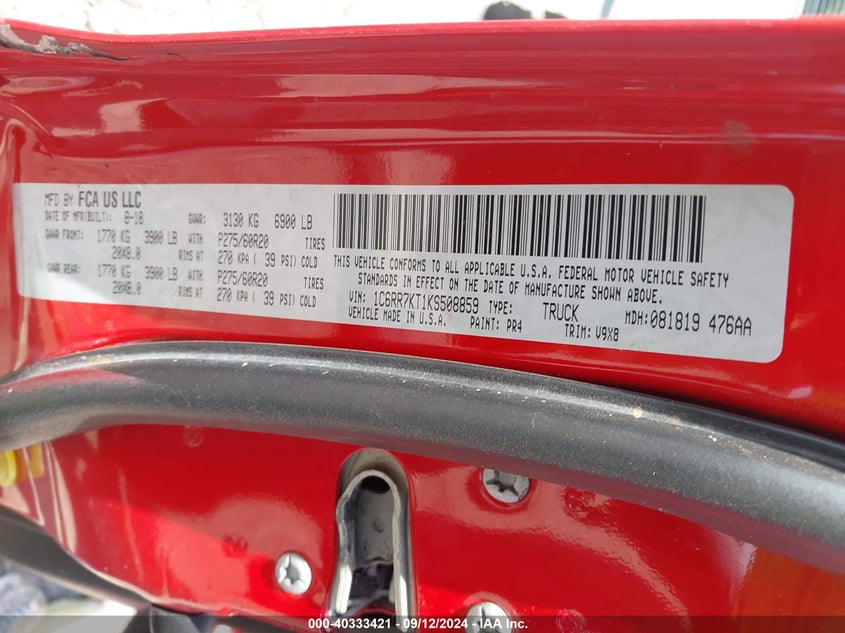 MFD BY FCA US LLC
DATE OF MFR(BUILT): 8-18 GVWR: 3130 KG 6900 LB
GAWR FRONT: 1770 KG 3900 LB WITH P275/60R20 TIRES
20X8.0 RIMS AT 270 KPA ( 39 PSI) COLD
GAWR REAR: 1770 KG 3900 LB WITH P275/60R20 TIRES
20X8.0 RIMS AT 270 KPA ( 39 PSI) COLD
THIS VEHICLE CONFORMS TO ALL APPLICABLE U.S.A. FEDERAL MOTOR VEHICLE SAFETY
STANDARDS IN EFFECT ON THE DATE OF MANUFACTURE SHOWN ABOVE.
VIN: 1C6RR7KT1KS508859 TYPE: TRUCK MDH: 081819 476AA
VEHICLE MADE IN U.S.A. PAINT: PR4 TRIM: V9X8
000-40333421 - 09/12/2024 - IAA Inc.